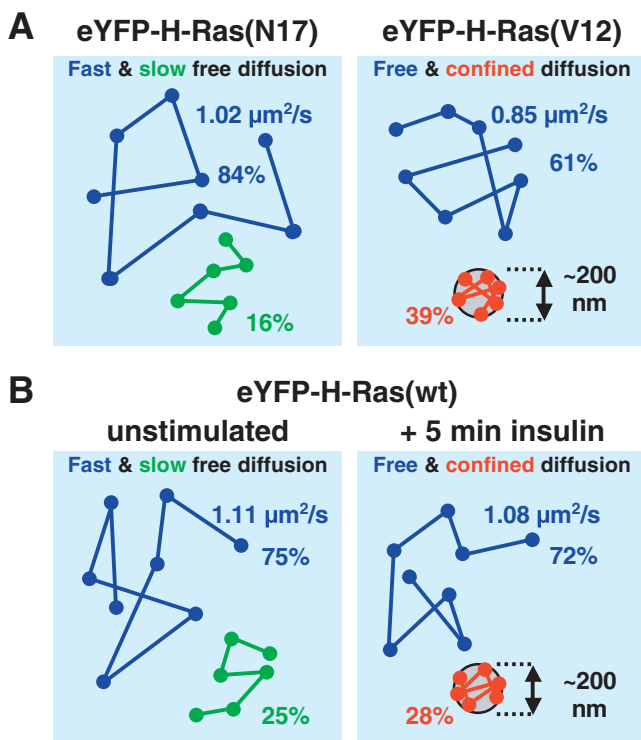 A
eYFP-H-Ras(N17)
Fast & slow free diffusion
1.02 µm²/s
84%
16%
eYFP-H-Ras(V12)
Free & confined diffusion
0.85 µm²/s
61%
39%
~200
nm
B
eYFP-H-Ras(wt)
unstimulated
Fast & slow free diffusion
1.11 µm²/s
75%
25%
+ 5 min insulin
Free & confined diffusion
1.08 µm²/s
72%
28%
~200
nm